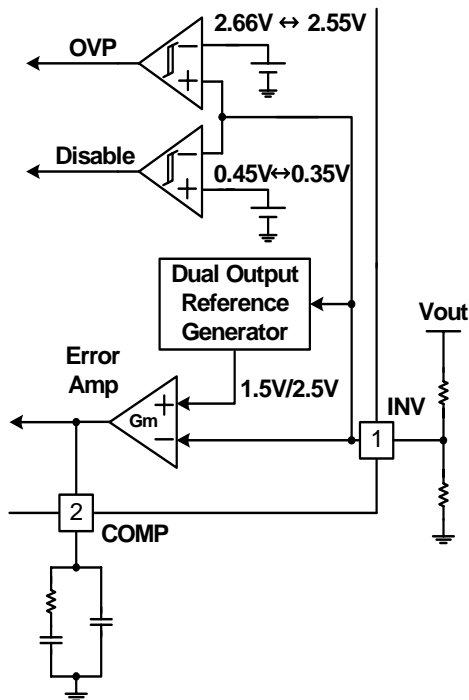 2.66V ↔ 2.55V
OVP
−
+
Disable
−
+
0.45V↔0.35V
Dual Output
Reference
Generator
Vout
Error
Amp
1.5V/2.5V
INV
Gm
+
−
1
2
COMP